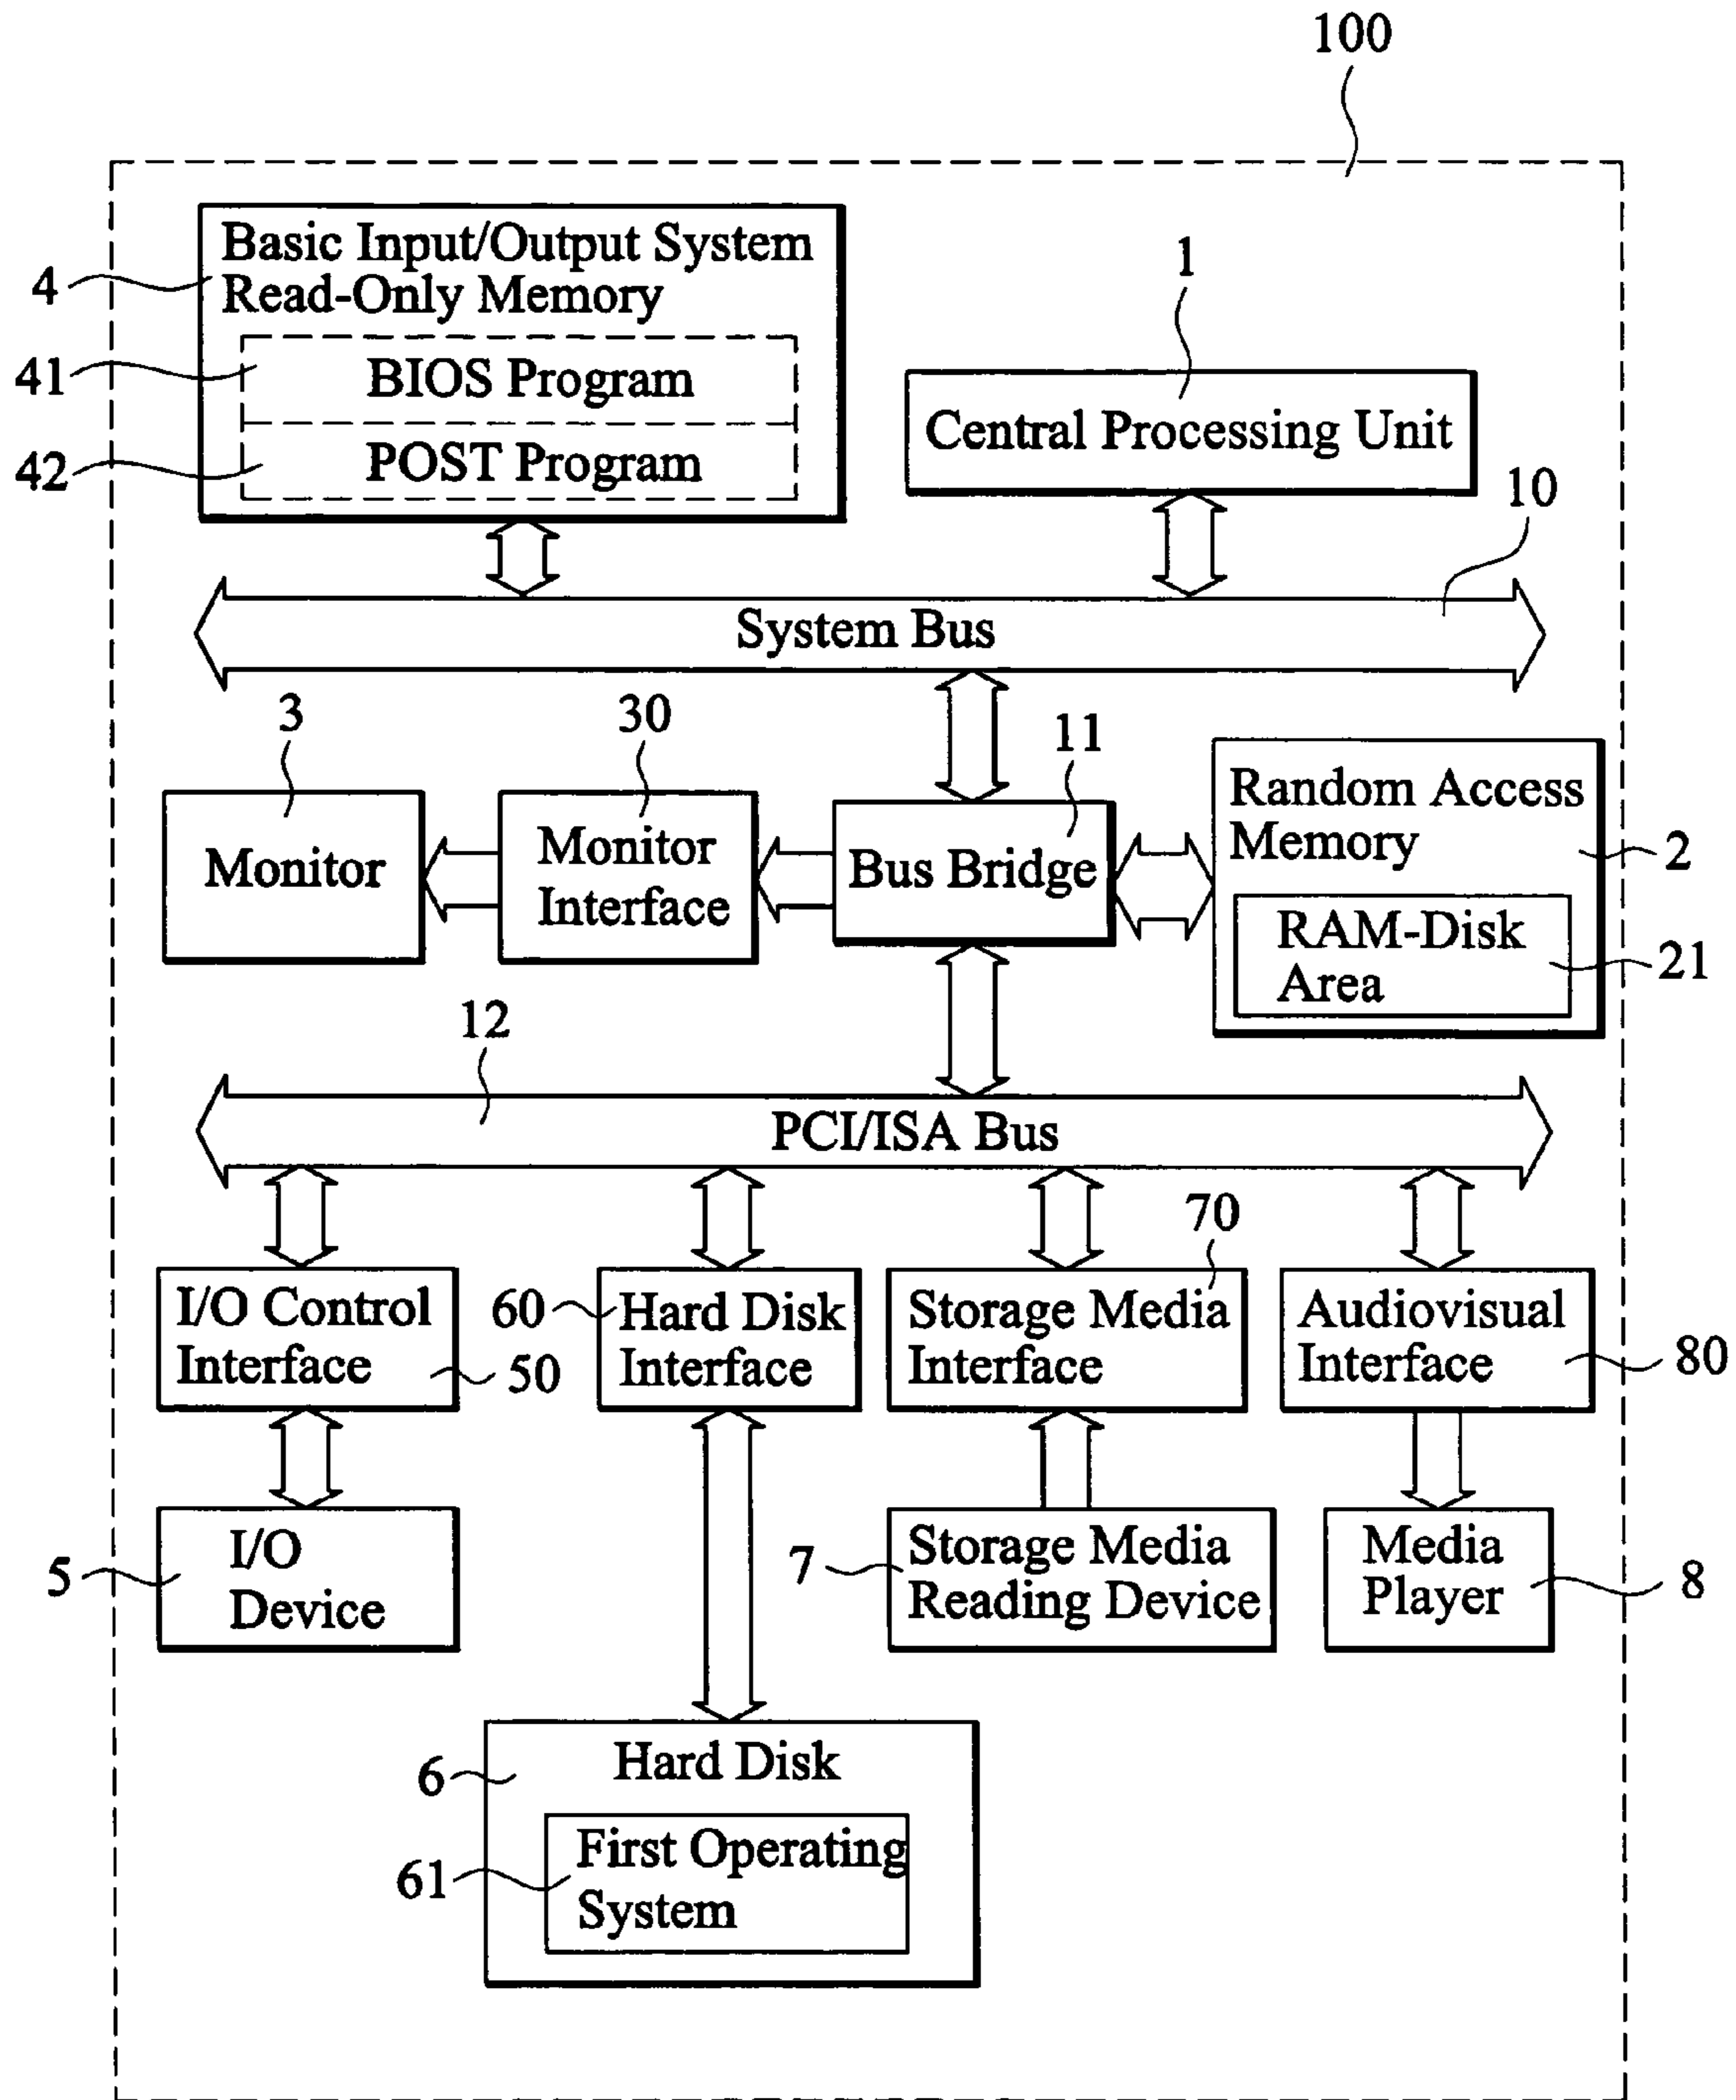 100
Basic Input/Output System
Read-Only Memory
4
1
41
BIOS Program
Central Processing Unit
42
POST Program
10
System Bus
3
30
11
Random Access
Memory
2
Monitor
Monitor
Interface
Bus Bridge
RAM-Disk
Area
21
12
PCI/ISA Bus
70
I/O Control
Interface
50
60
Hard Disk
Interface
Storage Media
Interface
Audiovisual
Interface
80
5
I/O
Device
7
Storage Media
Reading Device
Media
Player
8
6
Hard Disk
61
First Operating
System